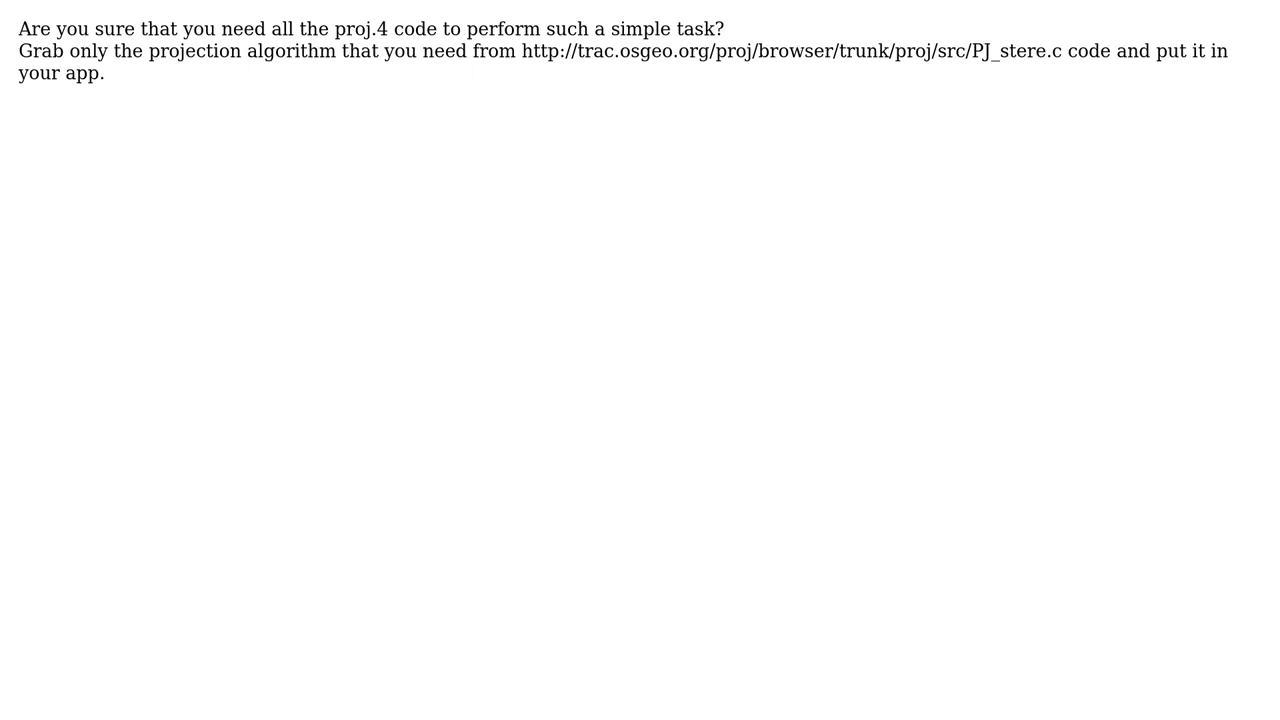 Are you sure that you need all the proj.4 code to perform such a simple task?
Grab only the projection algorithm that you need from http://trac.osgeo.org/proj/browser/trunk/proj/src/PJ_stere.c code and put it in
your app.